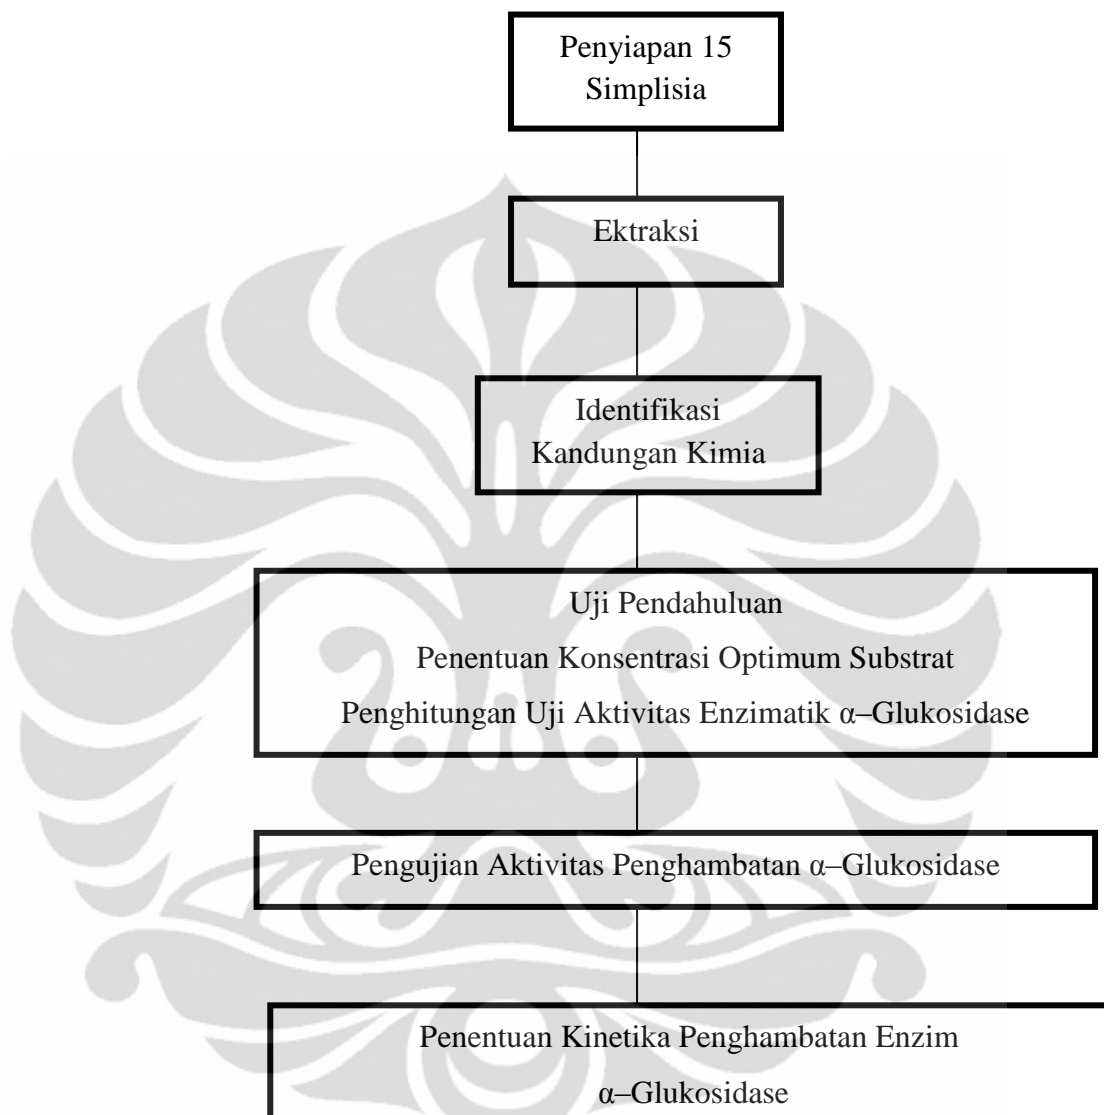 Penyiapan 15
Simplisia
Ektraksi
Identifikasi
Kandungan Kimia
Uji Pendahuluan
Penentuan Konsentrasi Optimum Substrat
Penghitungan Uji Aktivitas Enzimatik α–Glukosidase
Pengujian Aktivitas Penghambatan α–Glukosidase
Penentuan Kinetika Penghambatan Enzim
α–Glukosidase